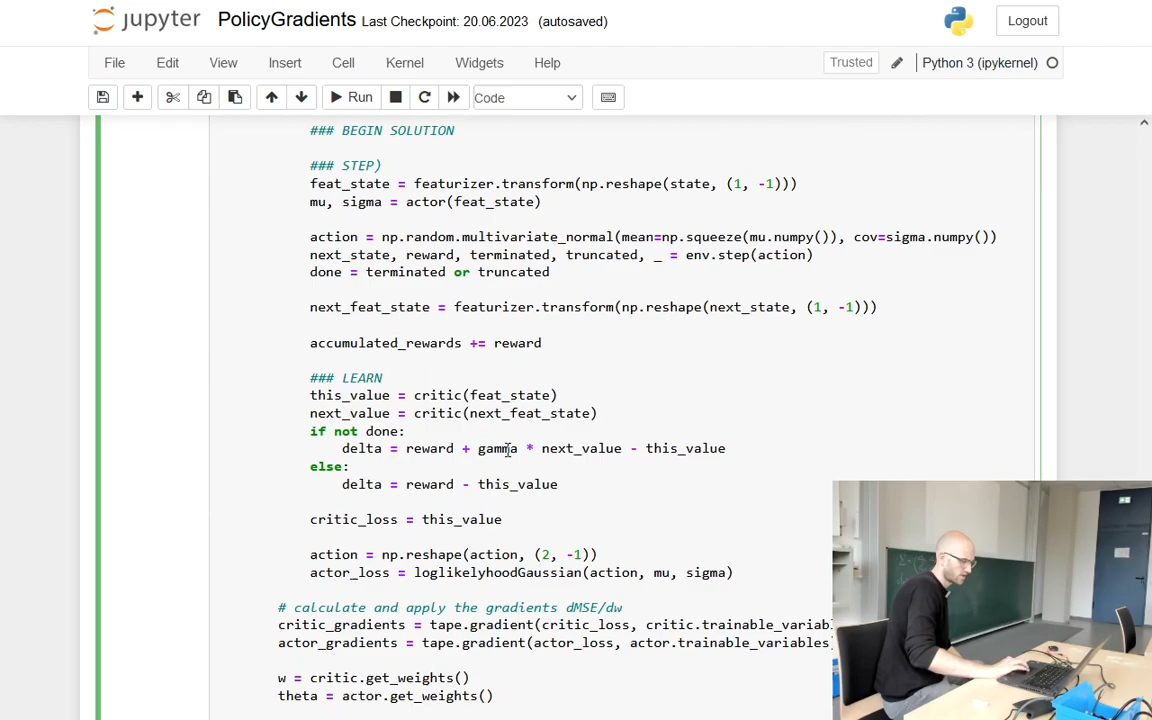 jupyter PolicyGradients Last Checkpoint: 20.06.2023 (autosaved) Logout
File Edit View Insert Cell Kernel Widgets Help Trusted Python 3 (ipykernel)
Run Code
### BEGIN SOLUTION
### STEP)
feat_state = featurizer.transform(np.reshape(state, (1, -1)))
mu, sigma = actor(feat_state)
action = np.random.multivariate_normal(mean=np.squeeze(mu.numpy()), cov=sigma.numpy())
next_state, reward, terminated, truncated, _ = env.step(action)
done = terminated or truncated
next_feat_state = featurizer.transform(np.reshape(next_state, (1, -1)))
accumulated_rewards += reward
### LEARN
this_value = critic(feat_state)
next_value = critic(next_feat_state)
if not done:
delta = reward + gamma * next_value - this_value
else:
delta = reward - this_value
critic_loss = this_value
action = np.reshape(action, (2, -1))
actor_loss = loglikelyhoodGaussian(action, mu, sigma)
# calculate and apply the gradients dMSE/dw
critic_gradients = tape.gradient(critic_loss, critic.trainable_variabl
actor_gradients = tape.gradient(actor_loss, actor.trainable_variables)
w = critic.get_weights()
theta = actor.get_weights()